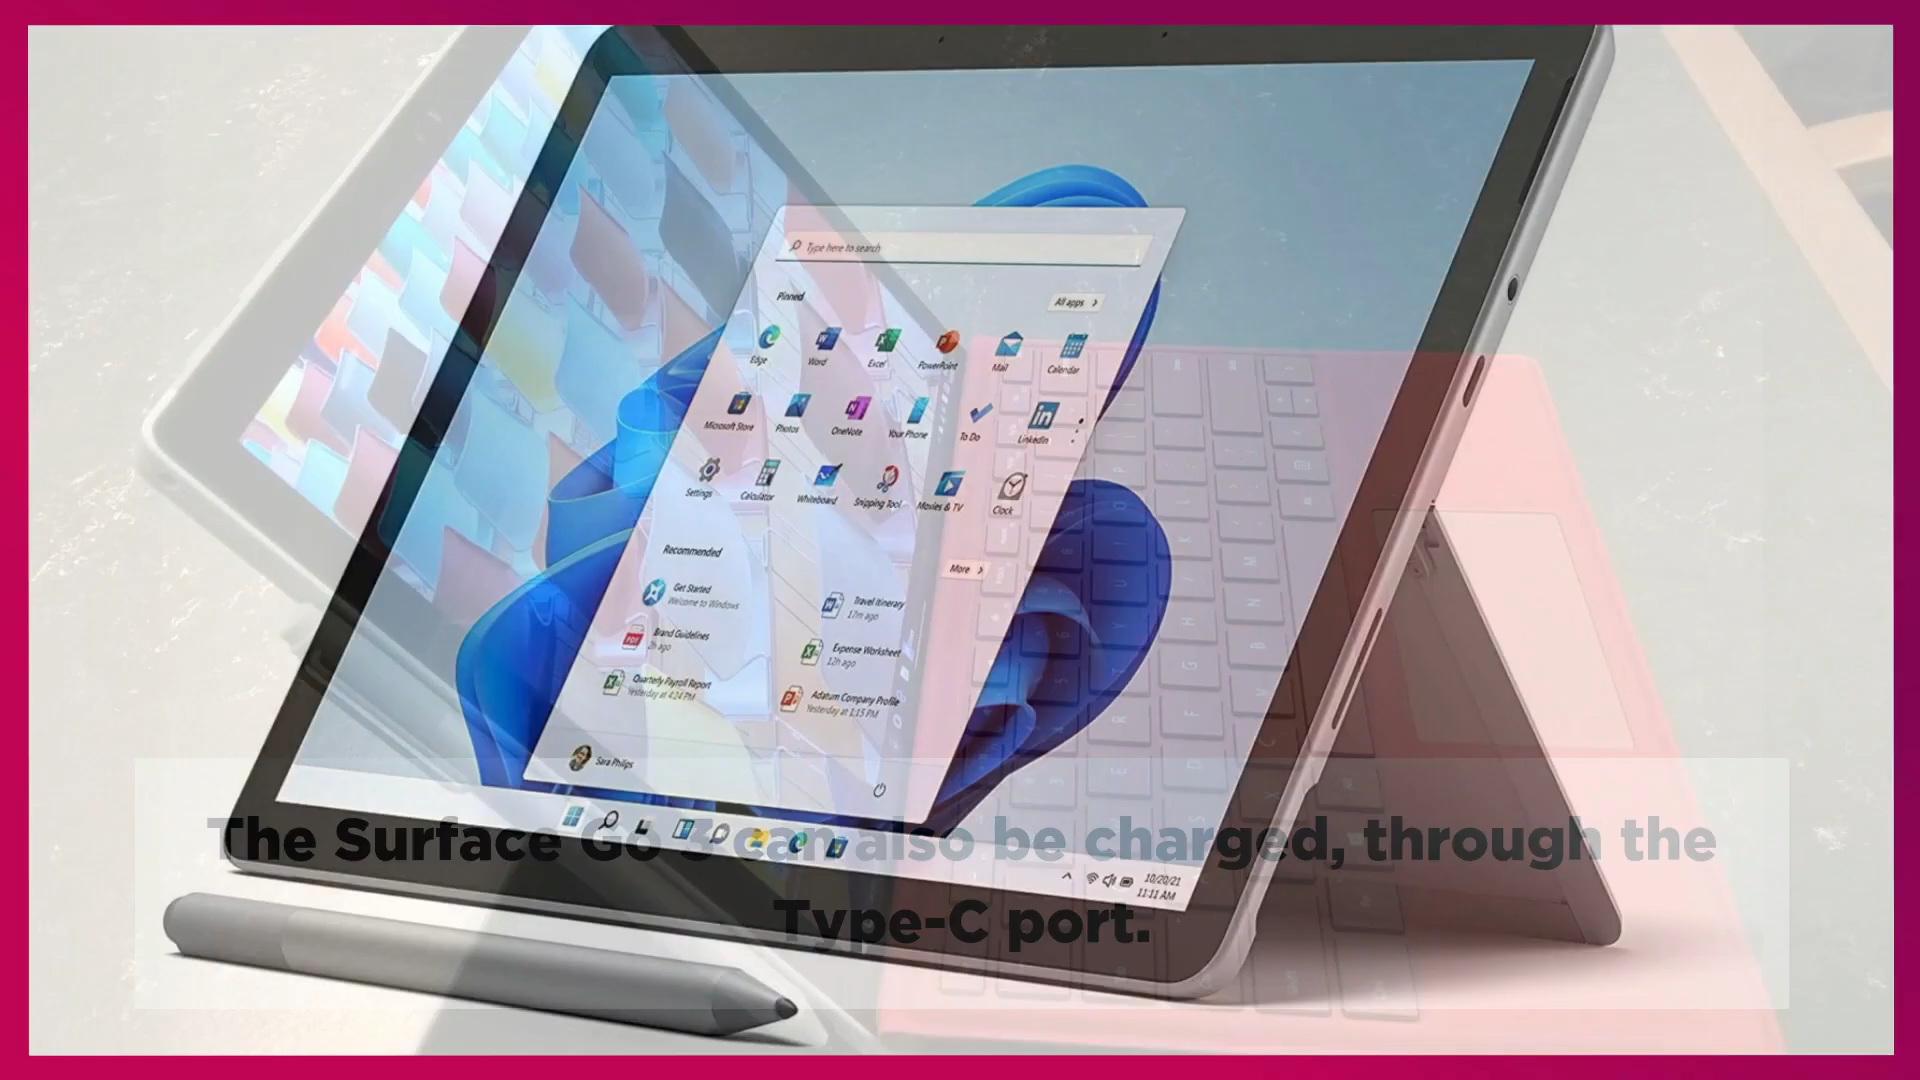 Type here to search
Pinned
All apps >
Edge
Word
Excel
PowerPoint
Mail
Calendar
Microsoft Store
Photos
OneNote
Your Phone
To Do
LinkedIn
Settings
Calculator
Whiteboard
Snipping Tool
Movies & TV
Clock
Recommended
More >
Get Started
Welcome to Windows
Travel Itinerary
17m ago
Brand Guidelines
2h ago
Expense Worksheet
12h ago
Quarterly Payroll Report
Yesterday at 4:24 PM
Adatum Company Profile
Yesterday at 1:15 PM
Sara Philips
10/20/21
11:11 AM
The Surface Go 3 can also be charged, through the
Type-C port.